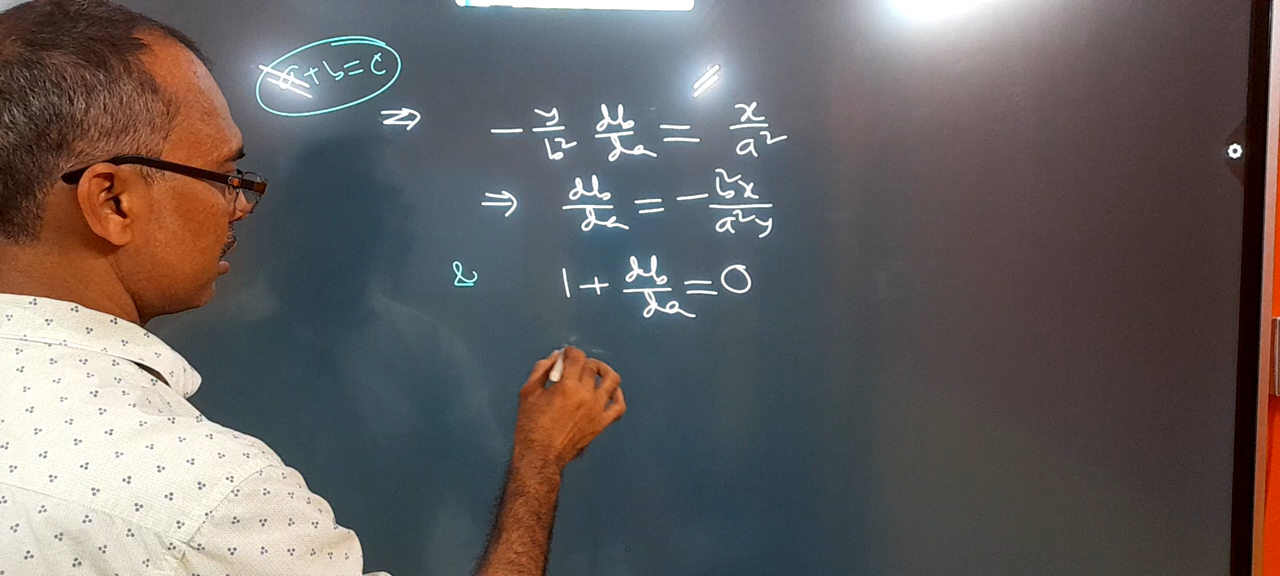 a+b=c
⇒ -y/b² db/da = x/a²
⇒ db/da = -b²x/a²y
& 1+db/da=0